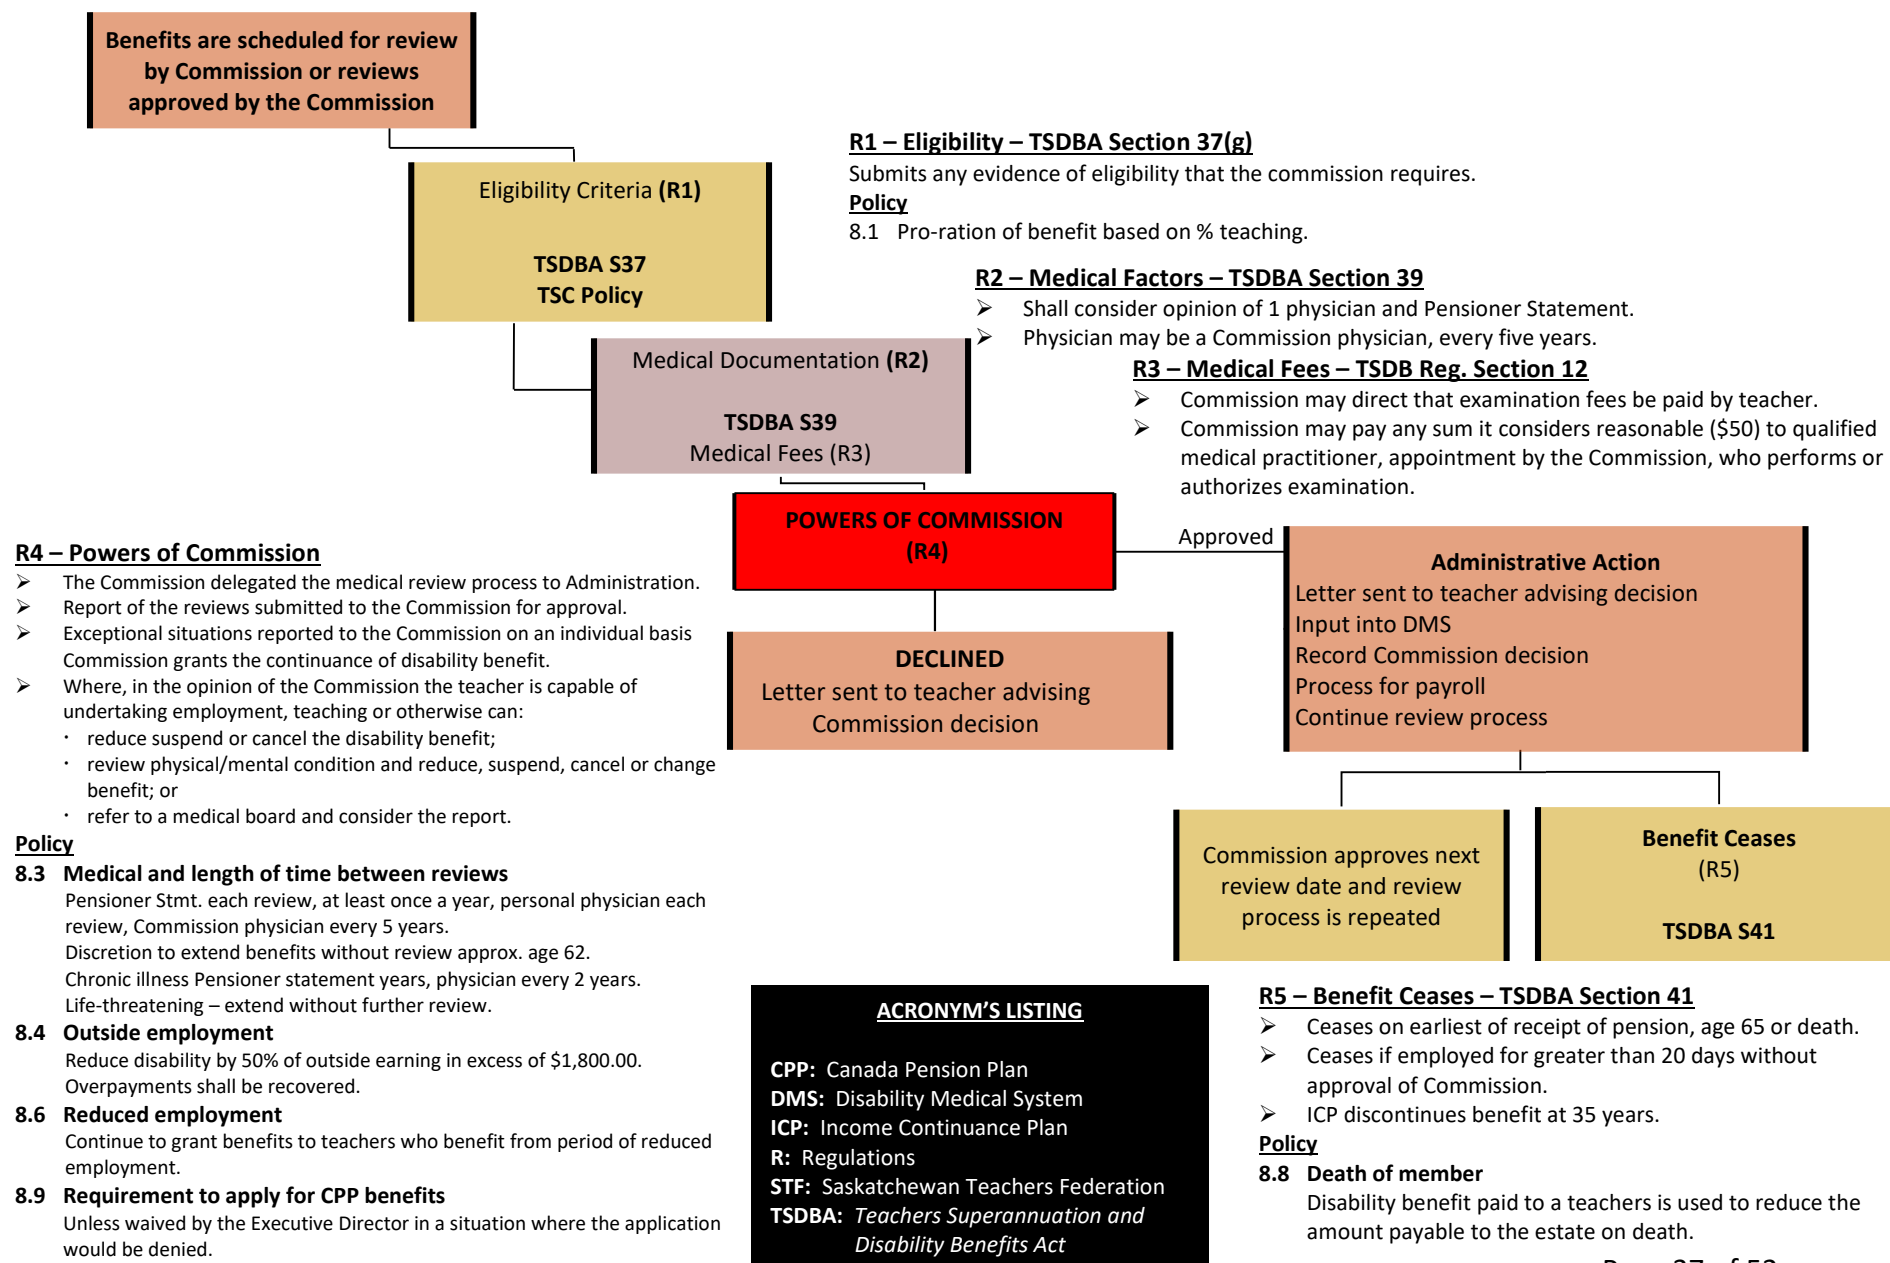 Benefits are scheduled for review
by Commission or reviews
approved by the Commission
Eligibility Criteria (R1)
TSDBA S37
TSC Policy
R1 – Eligibility – TSDBA Section 37(g)
Submits any evidence of eligibility that the commission requires.
Policy
8.1 Pro-ration of benefit based on % teaching.
R2 – Medical Factors – TSDBA Section 39
➢ Shall consider opinion of 1 physician and Pensioner Statement.
➢ Physician may be a Commission physician, every five years.
Medical Documentation (R2)
TSDBA S39
Medical Fees (R3)
R3 – Medical Fees – TSDB Reg. Section 12
➢ Commission may direct that examination fees be paid by teacher.
➢ Commission may pay any sum it considers reasonable ($50) to qualified
medical practitioner, appointment by the Commission, who performs or
authorizes examination.
POWERS OF COMMISSION
(R4)
Approved
Administrative Action
Letter sent to teacher advising decision
Input into DMS
Record Commission decision
Process for payroll
Continue review process
DECLINED
Letter sent to teacher advising
Commission decision
R4 – Powers of Commission
➢ The Commission delegated the medical review process to Administration.
➢ Report of the reviews submitted to the Commission for approval.
➢ Exceptional situations reported to the Commission on an individual basis
Commission grants the continuance of disability benefit.
➢ Where, in the opinion of the Commission the teacher is capable of
undertaking employment, teaching or otherwise can:
· reduce suspend or cancel the disability benefit;
· review physical/mental condition and reduce, suspend, cancel or change
benefit; or
· refer to a medical board and consider the report.
Policy
8.3 Medical and length of time between reviews
Pensioner Stmt. each review, at least once a year, personal physician each
review, Commission physician every 5 years.
Discretion to extend benefits without review approx. age 62.
Chronic illness Pensioner statement years, physician every 2 years.
Life-threatening – extend without further review.
8.4 Outside employment
Reduce disability by 50% of outside earning in excess of $1,800.00.
Overpayments shall be recovered.
8.6 Reduced employment
Continue to grant benefits to teachers who benefit from period of reduced
employment.
8.9 Requirement to apply for CPP benefits
Unless waived by the Executive Director in a situation where the application
would be denied.
Commission approves next
review date and review
process is repeated
Benefit Ceases
(R5)
TSDBA S41
ACRONYM'S LISTING
CPP: Canada Pension Plan
DMS: Disability Medical System
ICP: Income Continuance Plan
R: Regulations
STF: Saskatchewan Teachers Federation
TSDBA: Teachers Superannuation and
Disability Benefits Act
R5 – Benefit Ceases – TSDBA Section 41
➢ Ceases on earliest of receipt of pension, age 65 or death.
➢ Ceases if employed for greater than 20 days without
approval of Commission.
➢ ICP discontinues benefit at 35 years.
Policy
8.8 Death of member
Disability benefit paid to a teachers is used to reduce the
amount payable to the estate on death.